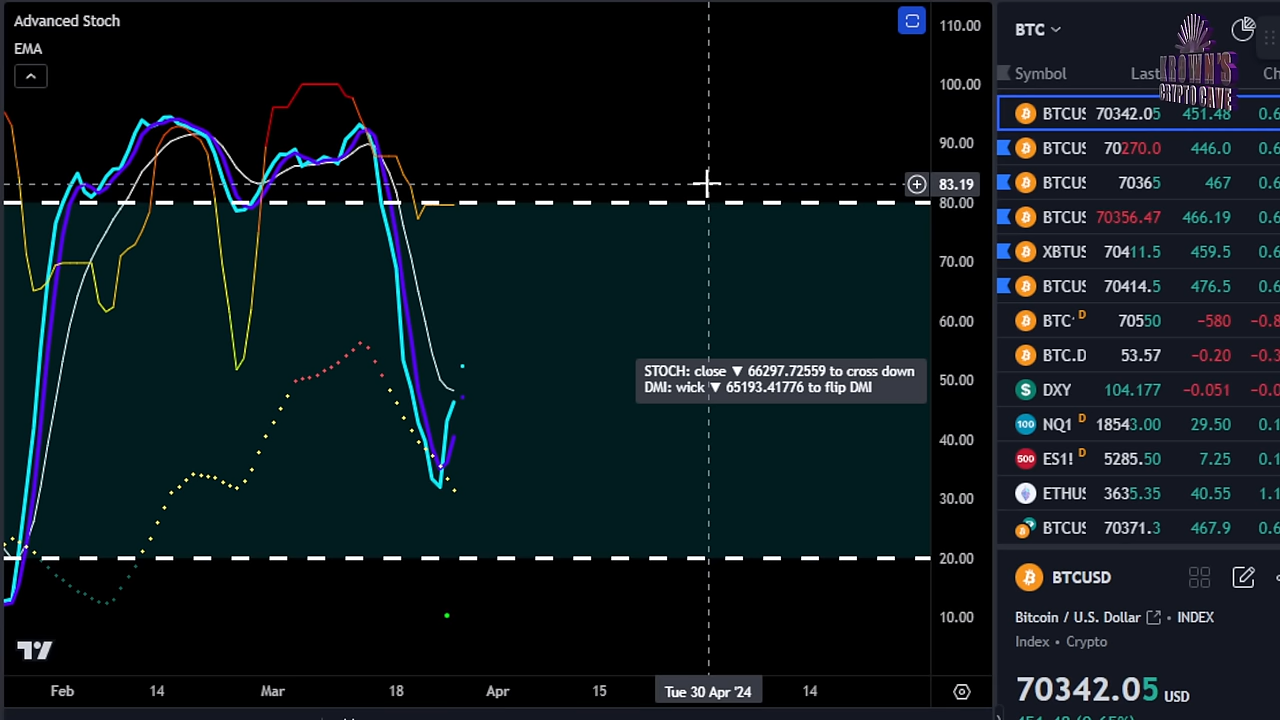 Advanced Stoch
EMA
110.00
100.00
90.00
83.19
80.00
70.00
60.00
50.00
40.00
30.00
20.00
10.00
STOCH: close ▼ 66297.72559 to cross down
DMI: wick ▼ 65193.41776 to flip DMI
Feb 14 Mar 18 Apr 15 Tue 30 Apr '24 14
BTC
KROWN'S
CRYPTO CAVE
Symbol Last Ch
BTCUS 70342.05 451.48 0.6
BTCUS 70270.0 446.0 0.6
BTCUS 70365 467 0.6
BTCUS 70356.47 466.19 0.6
XBTUS 70411.5 459.5 0.6
BTCUS 70414.5 476.5 0.6
BTC D 70550 −580 −0.8
BTC.D 53.57 −0.20 −0.3
DXY 104.177 −0.051 −0.0
NQ1 D 18543.00 29.50 0.1
ES1! D 5285.50 7.25 0.1
ETHUS 3635.35 40.55 1.1
BTCUS 70371.3 467.9 0.6
BTCUSD
Bitcoin / U.S. Dollar • INDEX
Index • Crypto
70342.05 USD